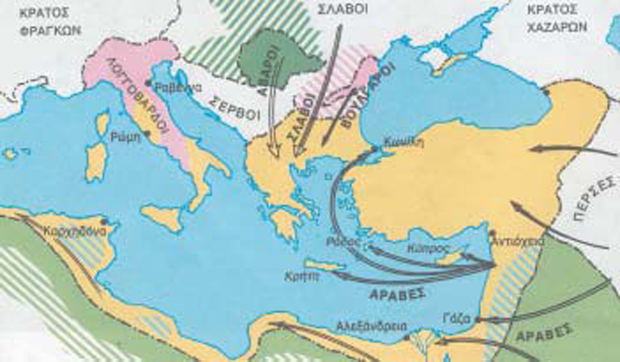 ΚΡΑΤΟΣ
ΦΡΑΓΚΩΝ
ΣΛΑΒΟΙ
ΚΡΑΤΟΣ
ΧΑΖΑΡΩΝ
ΛΟΓΓΟΒΑΡΔΟΙ
Ραβέννα
ΑΒΑΡΟΙ
ΣΕΡΒΟΙ
ΣΛΑΒΟΙ
ΒΟΥΛΓΑΡΟΙ
Ρώμη
Κων/λη
ΠΕΡΣΕΣ
Καρχηδόνα
Ρόδος
Κύπρος
Αντιόχεια
Κρήτη
ΑΡΑΒΕΣ
Αλεξάνδρεια
Γάζα
ΑΡΑΒΕΣ